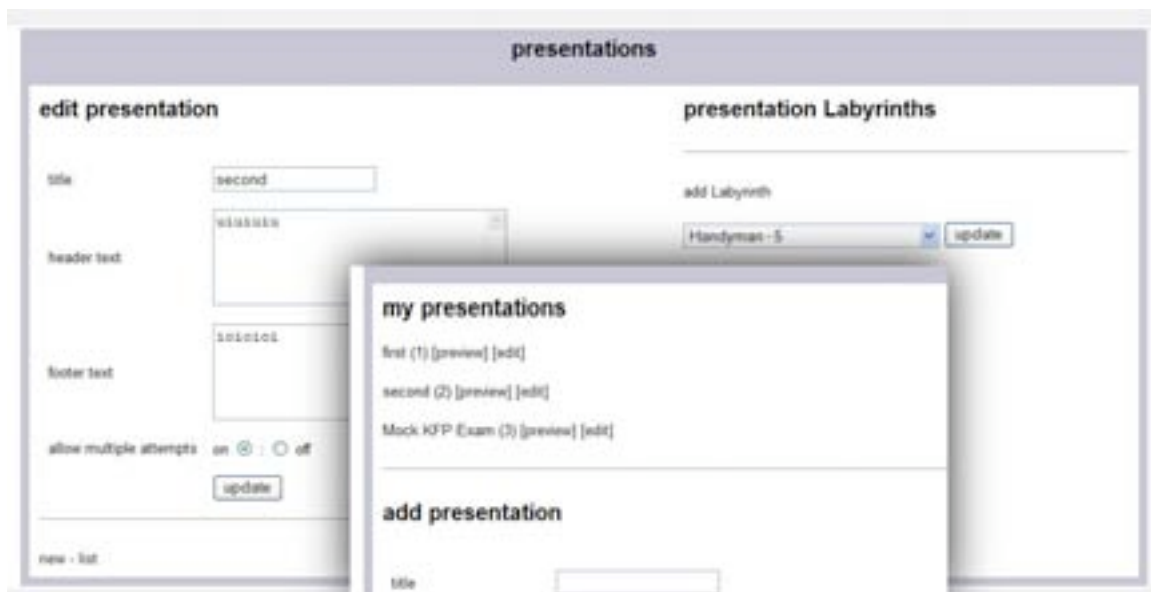 presentations
edit presentation
title
second
header text
footer text
allow multiple attempts on : off
update
new - list
presentation Labyrinths
add Labyrinth
Handyman - 5
update
my presentations
first (1) [preview] [edit]
second (2) [preview] [edit]
Mock KFP Exam (3) [preview] [edit]
add presentation
title